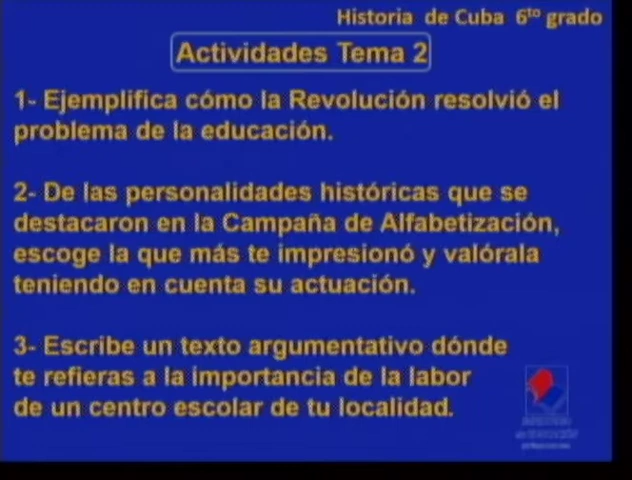 Historia de Cuba 6to grado
Actividades Tema 2
1- Ejemplifica cómo la Revolución resolvió el
problema de la educación.
2- De las personalidades históricas que se
destacaron en la Campaña de Alfabetización,
escoge la que más te impresionó y valórala
teniendo en cuenta su actuación.
3- Escribe un texto argumentativo dónde
te refieras a la importancia de la labor
de un centro escolar de tu localidad.